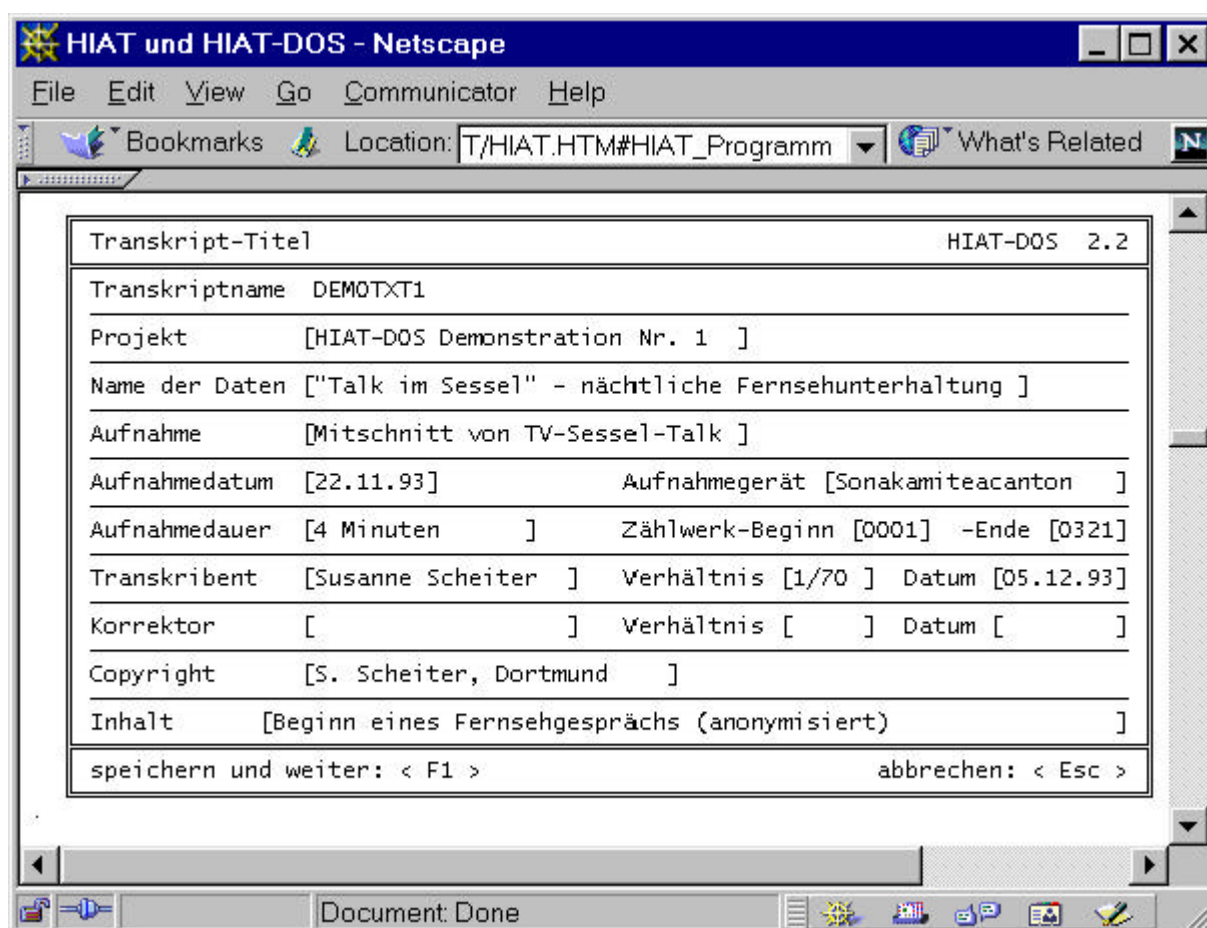 HIAT und HIAT-DOS - Netscape
File Edit View Go Communicator Help
Bookmarks Location: T/HIAT.HTM#HIAT_Programm What's Related N
Transkript-Titel HIAT-DOS 2.2
Transkriptname DEMOTXT1
Projekt [HIAT-DOS Demonstration Nr. 1 ]
Name der Daten ["Talk im Sessel" - nächtliche Fernsehunterhaltung ]
Aufnahme [Mitschnitt von TV-Sessel-Talk ]
Aufnahmedatum [22.11.93] Aufnahmegerät [Sonakamiteacanton ]
Aufnahmedauer [4 Minuten ] Zählwerk-Beginn [0001] -Ende [0321]
Transkribent [Susanne Scheiter ] Verhältnis [1/70 ] Datum [05.12.93]
Korrektor [ ] Verhältnis [ ] Datum [ ]
Copyright [S. Scheiter, Dortmund ]
Inhalt [Beginn eines Fernsehgesprächs (anonymisiert) ]
speichern und weiter: < F1 > abbrechen: < Esc >
Document: Done